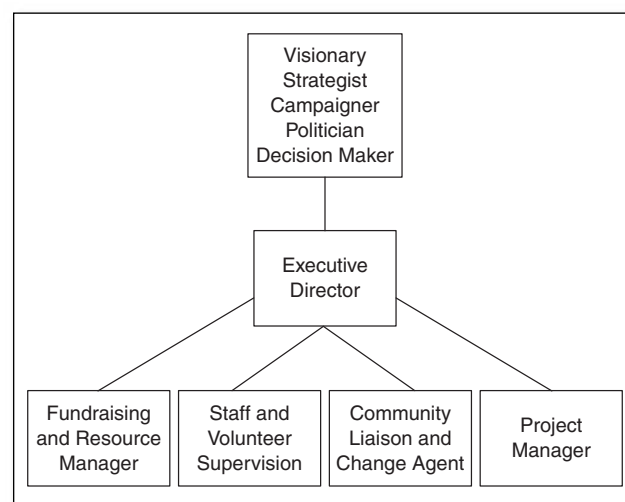 Visionary
Strategist
Campaigner
Politician
Decision Maker
Executive
Director
Fundraising
and Resource
Manager
Staff and
Volunteer
Supervision
Community
Liaison and
Change Agent
Project
Manager